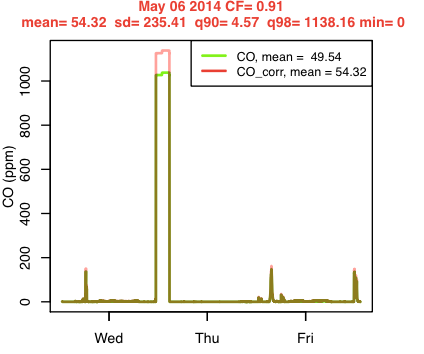 May 06 2014 CF= 0.91
mean= 54.32 sd= 235.41 q90= 4.57 q98= 1138.16 min= 0
CO, mean = 49.54
CO_corr, mean = 54.32
CO (ppm)
1000
800
600
400
200
0
Wed
Thu
Fri